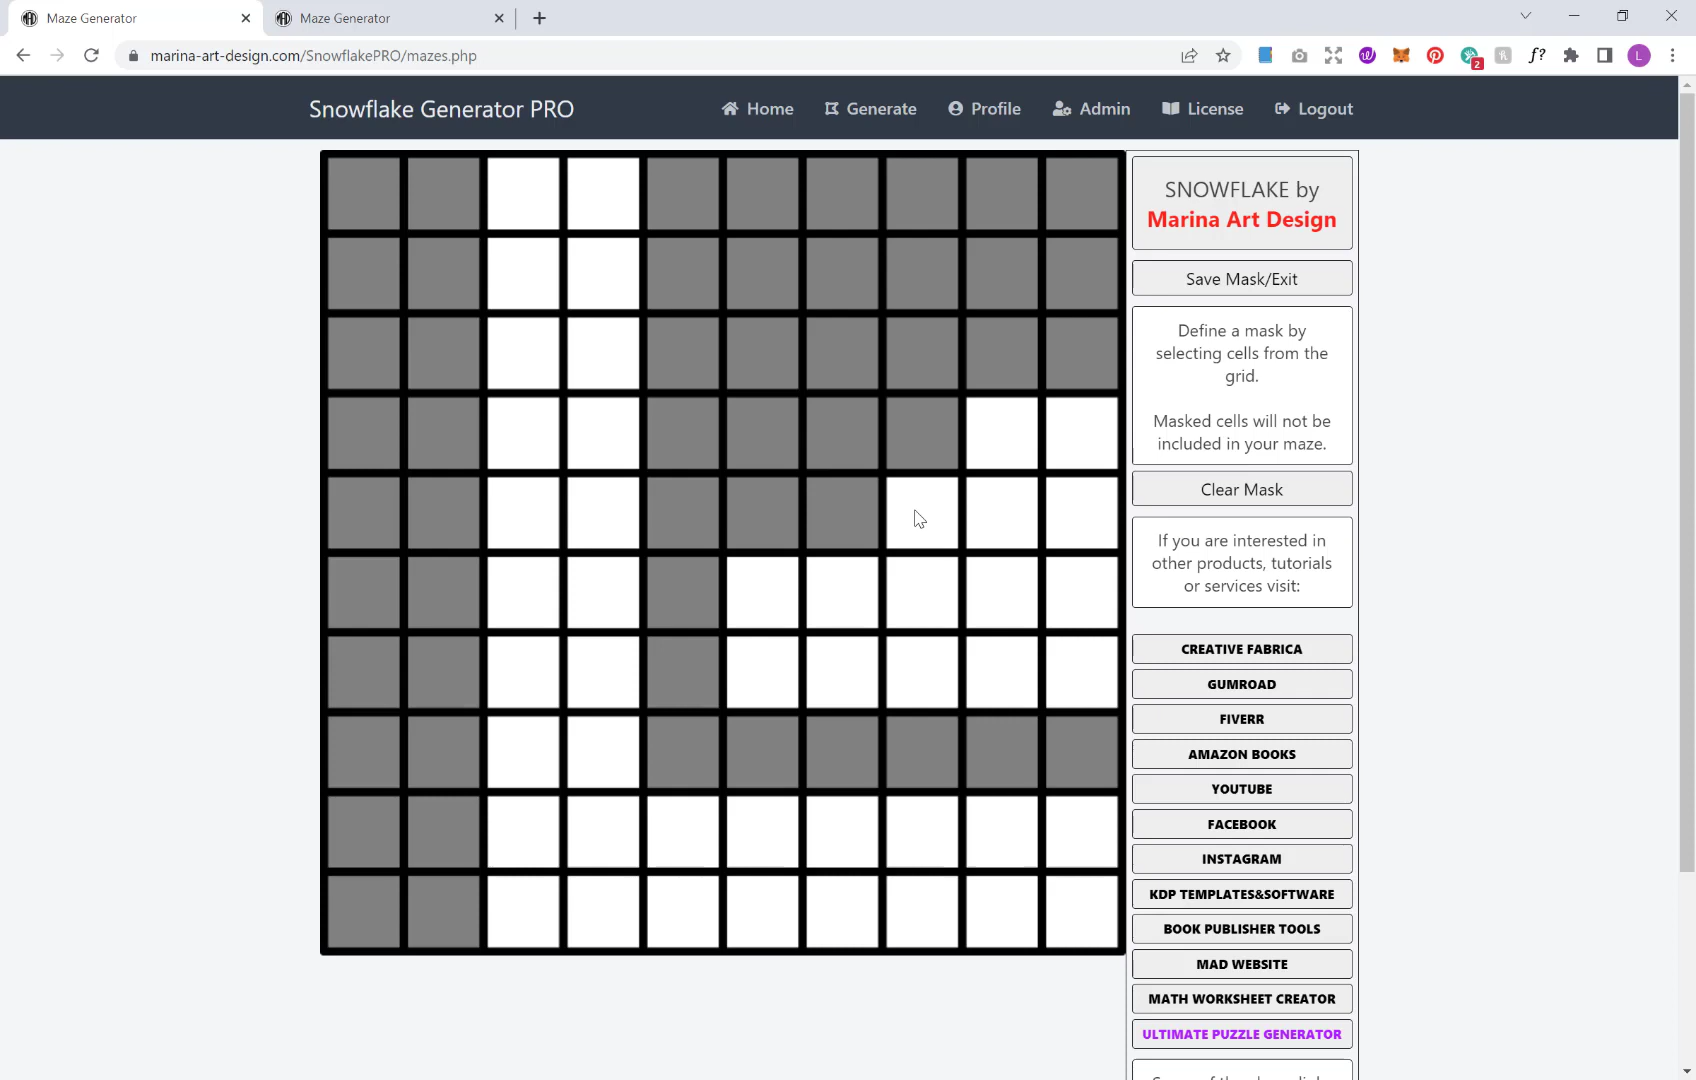 Maze Generator
Maze Generator
marina-art-design.com/SnowflakePRO/mazes.php
2
f?
L
Snowflake Generator PRO
Home
Generate
Profile
Admin
License
Logout
SNOWFLAKE by
Marina Art Design
Save Mask/Exit
Define a mask by
selecting cells from the
grid.
Masked cells will not be
included in your maze.
Clear Mask
If you are interested in
other products, tutorials
or services visit:
CREATIVE FABRICA
GUMROAD
FIVERR
AMAZON BOOKS
YOUTUBE
FACEBOOK
INSTAGRAM
KDP TEMPLATES&SOFTWARE
BOOK PUBLISHER TOOLS
MAD WEBSITE
MATH WORKSHEET CREATOR
ULTIMATE PUZZLE GENERATOR